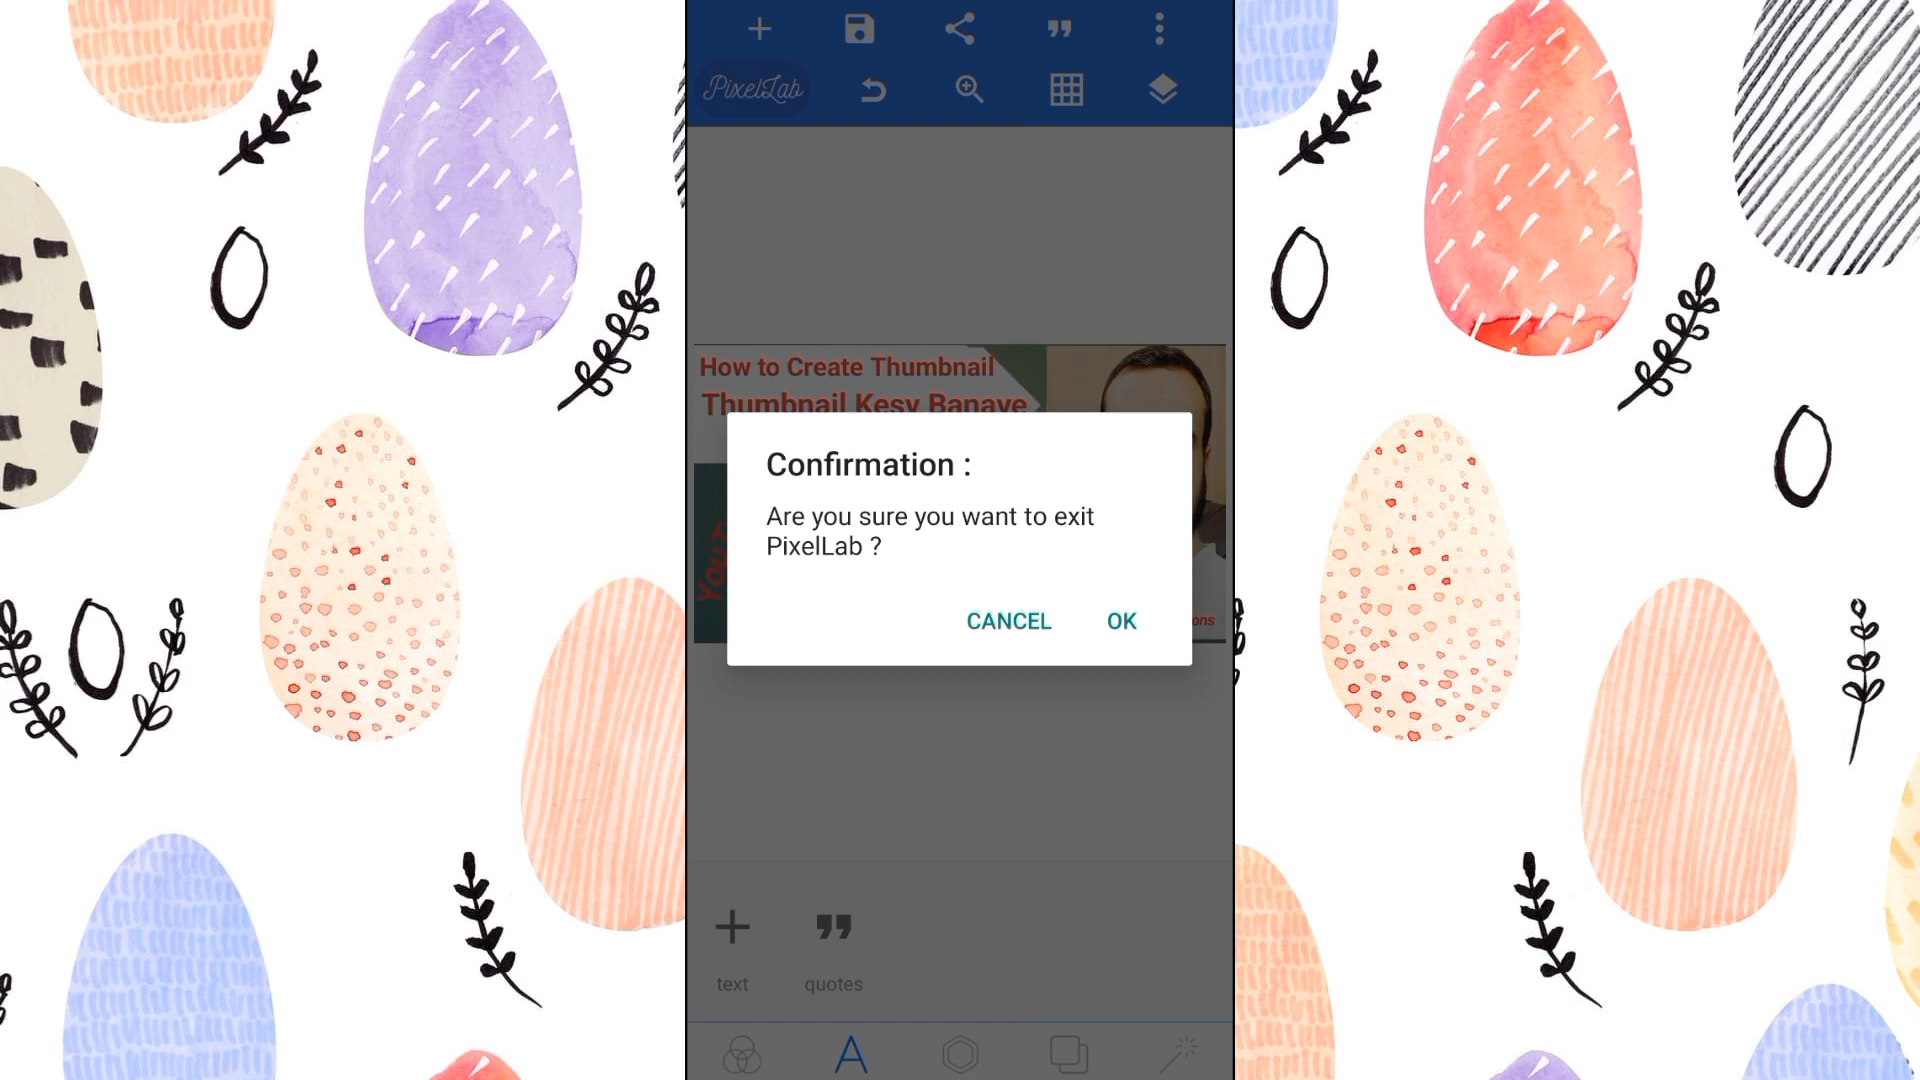 PixelLab
How to Create Thumbnail
Thumbnail Kesy Banaye
Confirmation :
Are you sure you want to exit
PixelLab ?
CANCEL OK
text quotes